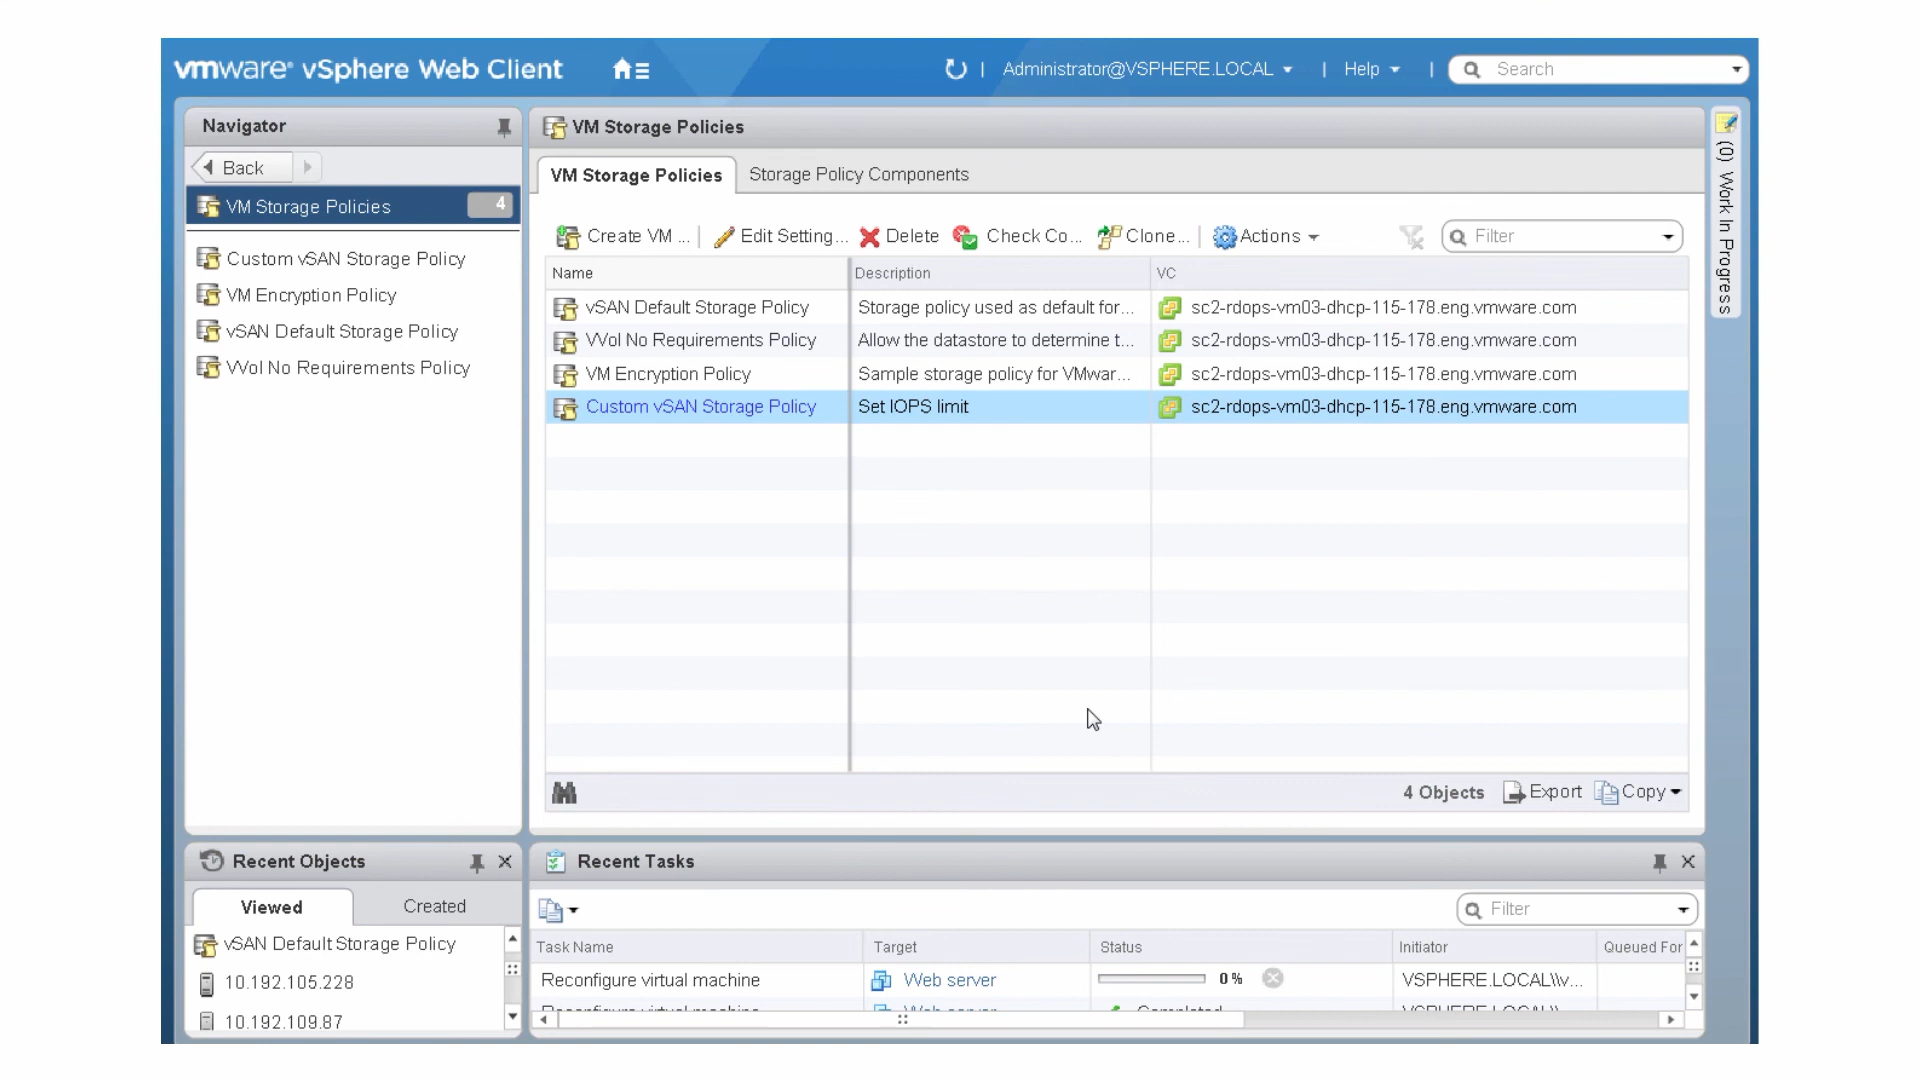 vmware® vSphere Web Client
Administrator@VSPHERE.LOCAL
Help
Search
Navigator
Back
VM Storage Policies 4
Custom vSAN Storage Policy
VM Encryption Policy
vSAN Default Storage Policy
VVol No Requirements Policy
VM Storage Policies
VM Storage Policies Storage Policy Components
Create VM ... Edit Setting... Delete Check Co... Clone... Actions Filter
Name Description VC
vSAN Default Storage Policy Storage policy used as default for... sc2-rdops-vm03-dhcp-115-178.eng.vmware.com
VVol No Requirements Policy Allow the datastore to determine t... sc2-rdops-vm03-dhcp-115-178.eng.vmware.com
VM Encryption Policy Sample storage policy for VMwar... sc2-rdops-vm03-dhcp-115-178.eng.vmware.com
Custom vSAN Storage Policy Set IOPS limit sc2-rdops-vm03-dhcp-115-178.eng.vmware.com
4 Objects Export Copy
(0) Work In Progress
Recent Objects
Viewed Created
vSAN Default Storage Policy
10.192.105.228
10.192.109.87
Recent Tasks
Filter
Task Name Target Status Initiator Queued For
Reconfigure virtual machine Web server 0 % VSPHERE.LOCAL\\v...
Reconfigure virtual machine Web server Completed